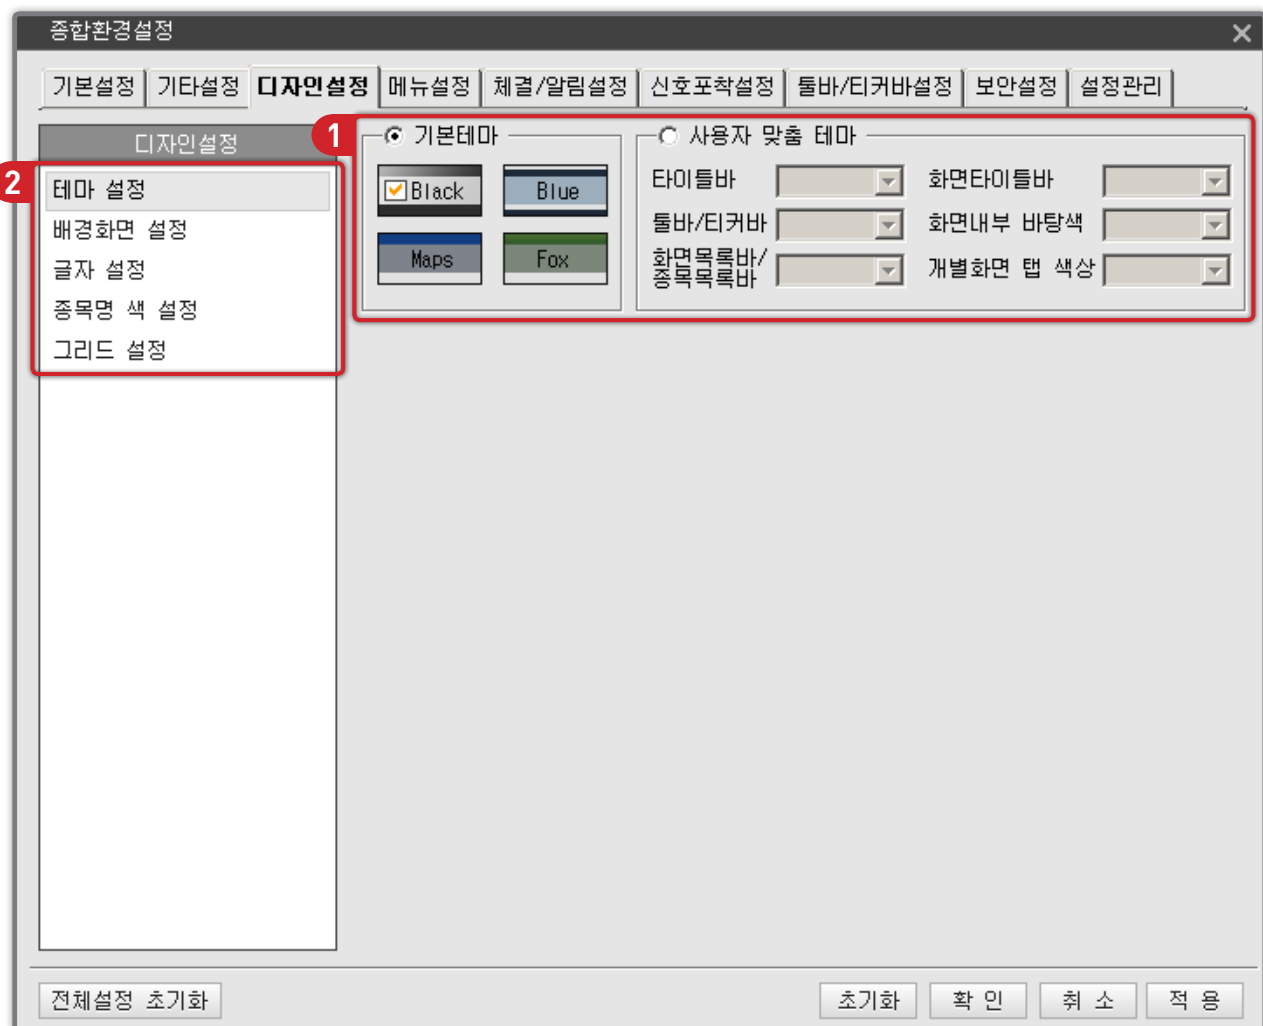 종합환경설정
기본설정 기타설정 디자인설정 메뉴설정 체결/알림설정 신호포착설정 툴바/티커바설정 보안설정 설정관리
디자인설정
2
테마 설정
배경화면 설정
글자 설정
종목명 색 설정
그리드 설정
1
기본테마
Black Blue
Maps Fox
사용자 맞춤 테마
타이틀바 화면타이틀바
툴바/티커바 화면내부 바탕색
화면목록바/
종목목록바 개별화면 탭 색상
전체설정 초기화 초기화 확 인 취 소 적 용